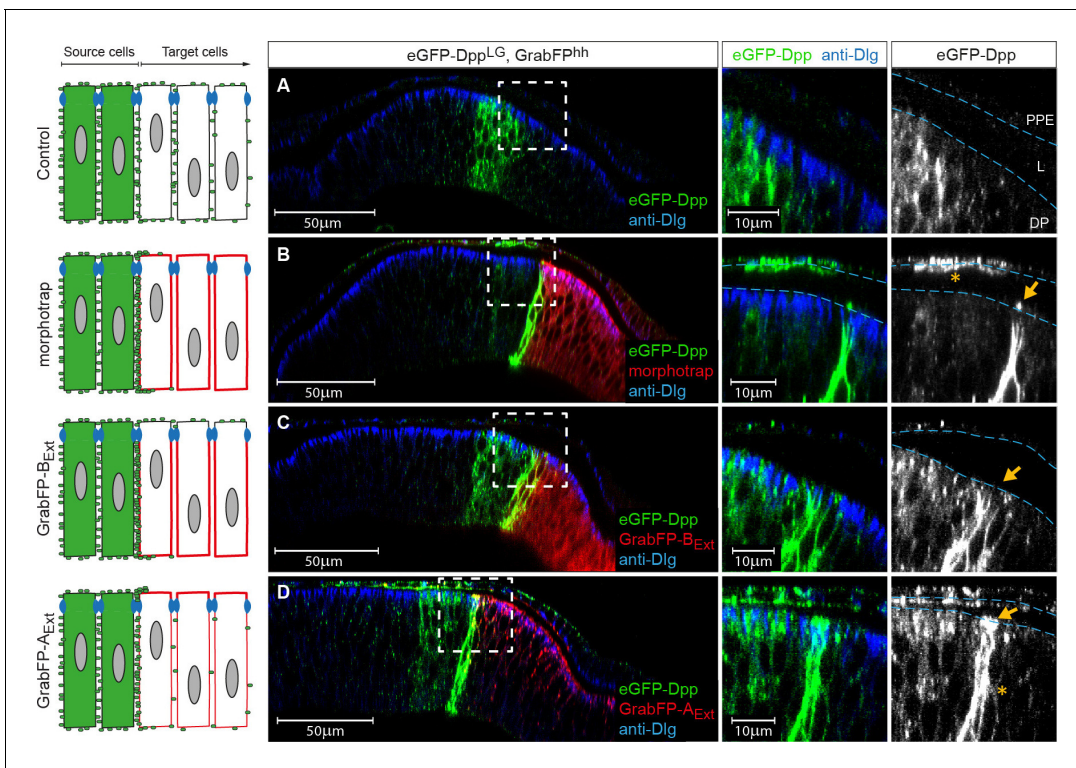 Source cells Target cells
eGFP-Dpp^LG, GrabFP^hh
eGFP-Dpp anti-Dlg
eGFP-Dpp
Control
A
50µm
eGFP-Dpp
anti-Dlg
10µm
PPE
L
DP
morphotrap
B
50µm
eGFP-Dpp
morphotrap
anti-Dlg
10µm
*
GrabFP-B_Ext
C
50µm
eGFP-Dpp
GrabFP-B_Ext
anti-Dlg
10µm
GrabFP-A_Ext
D
50µm
eGFP-Dpp
GrabFP-A_Ext
anti-Dlg
10µm
*